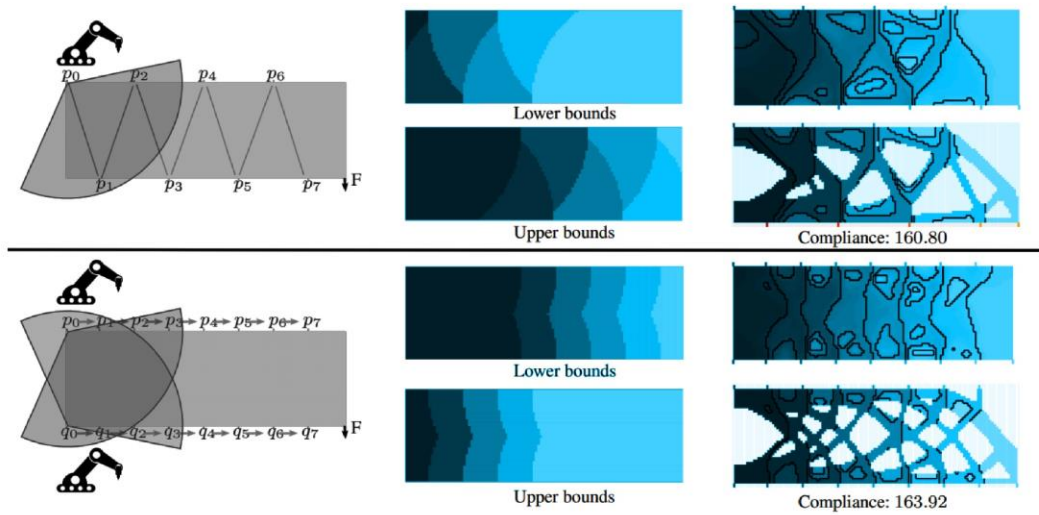 p0 p2 p4 p6
p1 p3 p5 p7
F
Lower bounds
Upper bounds
Compliance: 160.80
p0 p1 p2 p3 p4 p5 p6 p7
q0 q1 q2 q3 q4 q5 q6 q7
F
Lower bounds
Upper bounds
Compliance: 163.92